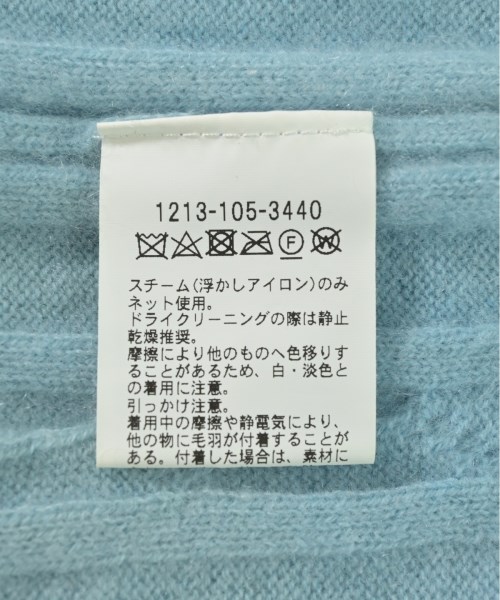 1213-105-3440
F W
スチーム(浮かしアイロン)のみ
ネット使用。
ドライクリーニングの際は静止
乾燥推奨。
摩擦により他のものへ色移りす
ることがあるため、白・淡色と
の着用に注意。
引っかけ注意。
着用中の摩擦や静電気により、
他の物に毛羽が付着することが
ある。付着した場合は、素材に